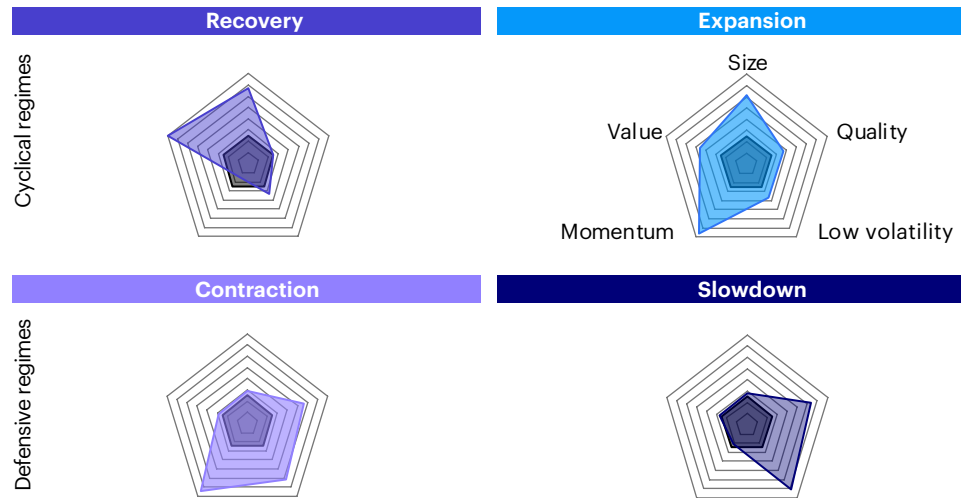 Recovery
Expansion
Cyclical regimes
Size
Value
Quality
Momentum
Low volatility
Contraction
Slowdown
Defensive regimes